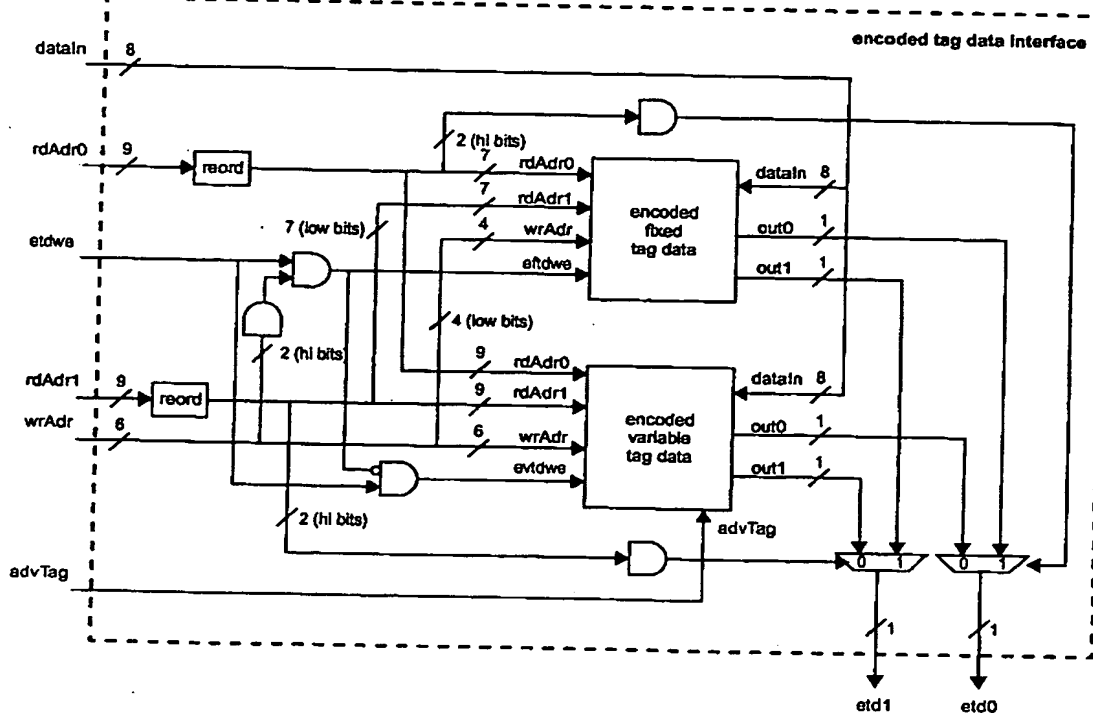 encoded tag data interface
dataIn
8
2 (hi bits)
rdAdr0
9
reord
7
rdAdr0
dataIn
8
7
rdAdr1
encoded
fixed
tag data
7 (low bits)
4
wrAdr
out0
1
etdwe
eftdwe
out1
1
4 (low bits)
2 (hi bits)
9
rdAdr0
rdAdr1
9
reord
9
rdAdr1
dataIn
8
encoded
variable
tag data
wrAdr
6
6
wrAdr
out0
1
evtdwe
out1
1
2 (hi bits)
advTag
advTag
0 1
0 1
1
1
etd1
etd0